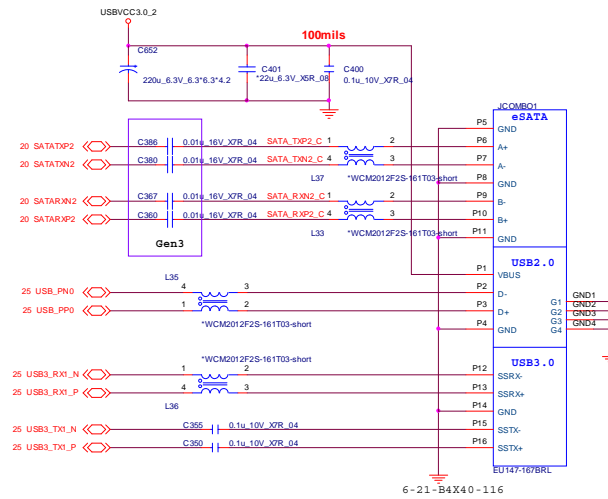 USBVCC3.0_2
100mils
C652
220u_6.3V_6.3*6.3*4.2
C401
*22u_6.3V_X5R_08
C400
0.1u_10V_X7R_04
JCOMBO1
eSATA
P5 GND
20 SATATXP2 C386 0.01u_16V_X7R_04 SATA_TXP2_C 1 2 P6 A+
20 SATATXN2 C380 0.01u_16V_X7R_04 SATA_TXN2_C 4 3 P7 A-
L37 *WCM2012F2S-161T03-short P8 GND
20 SATARXN2 C367 0.01u_16V_X7R_04 SATA_RXN2_C 1 2 P9 B-
20 SATARXP2 C360 0.01u_16V_X7R_04 SATA_RXP2_C 4 3 P10 B+
L33 *WCM2012F2S-161T03-short P11 GND
Gen3
USB2.0
P1 VBUS
L35
25 USB_PN0 4 3 P2 D-
25 USB_PP0 1 2 P3 D+
*WCM2012F2S-161T03-short P4 GND
G1 GND1
G2 GND2
G3 GND3
G4 GND4
USB3.0
*WCM2012F2S-161T03-short
25 USB3_RX1_N 1 2 P12 SSRX-
25 USB3_RX1_P 4 3 P13 SSRX+
L36 P14 GND
25 USB3_TX1_N C355 0.1u_10V_X7R_04 P15 SSTX-
25 USB3_TX1_P C350 0.1u_10V_X7R_04 P16 SSTX+
EU147-167BRL
6-21-B4X40-116